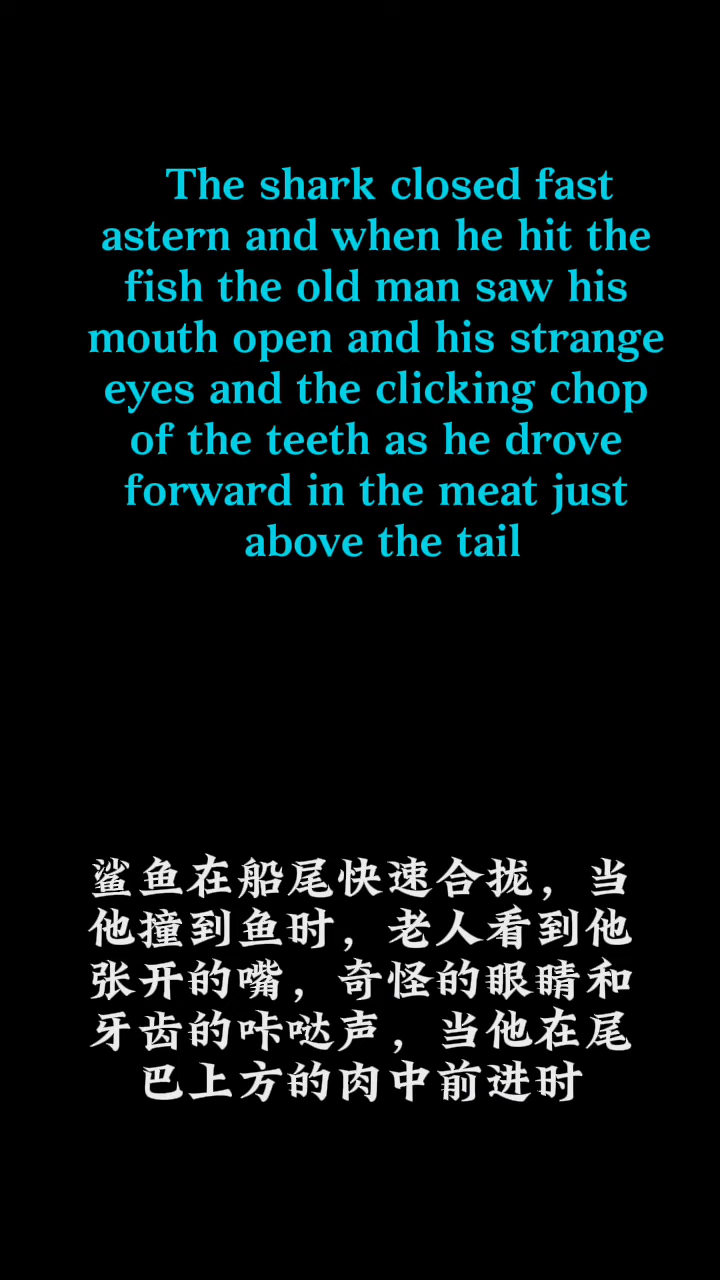 The shark closed fast
astern and when he hit the
fish the old man saw his
mouth open and his strange
eyes and the clicking chop
of the teeth as he drove
forward in the meat just
above the tail
鲨鱼在船尾快速合拢，当
他撞到鱼时，老人看到他
张开的嘴，奇怪的眼睛和
牙齿的咔哒声，当他在尾
巴上方的肉中前进时